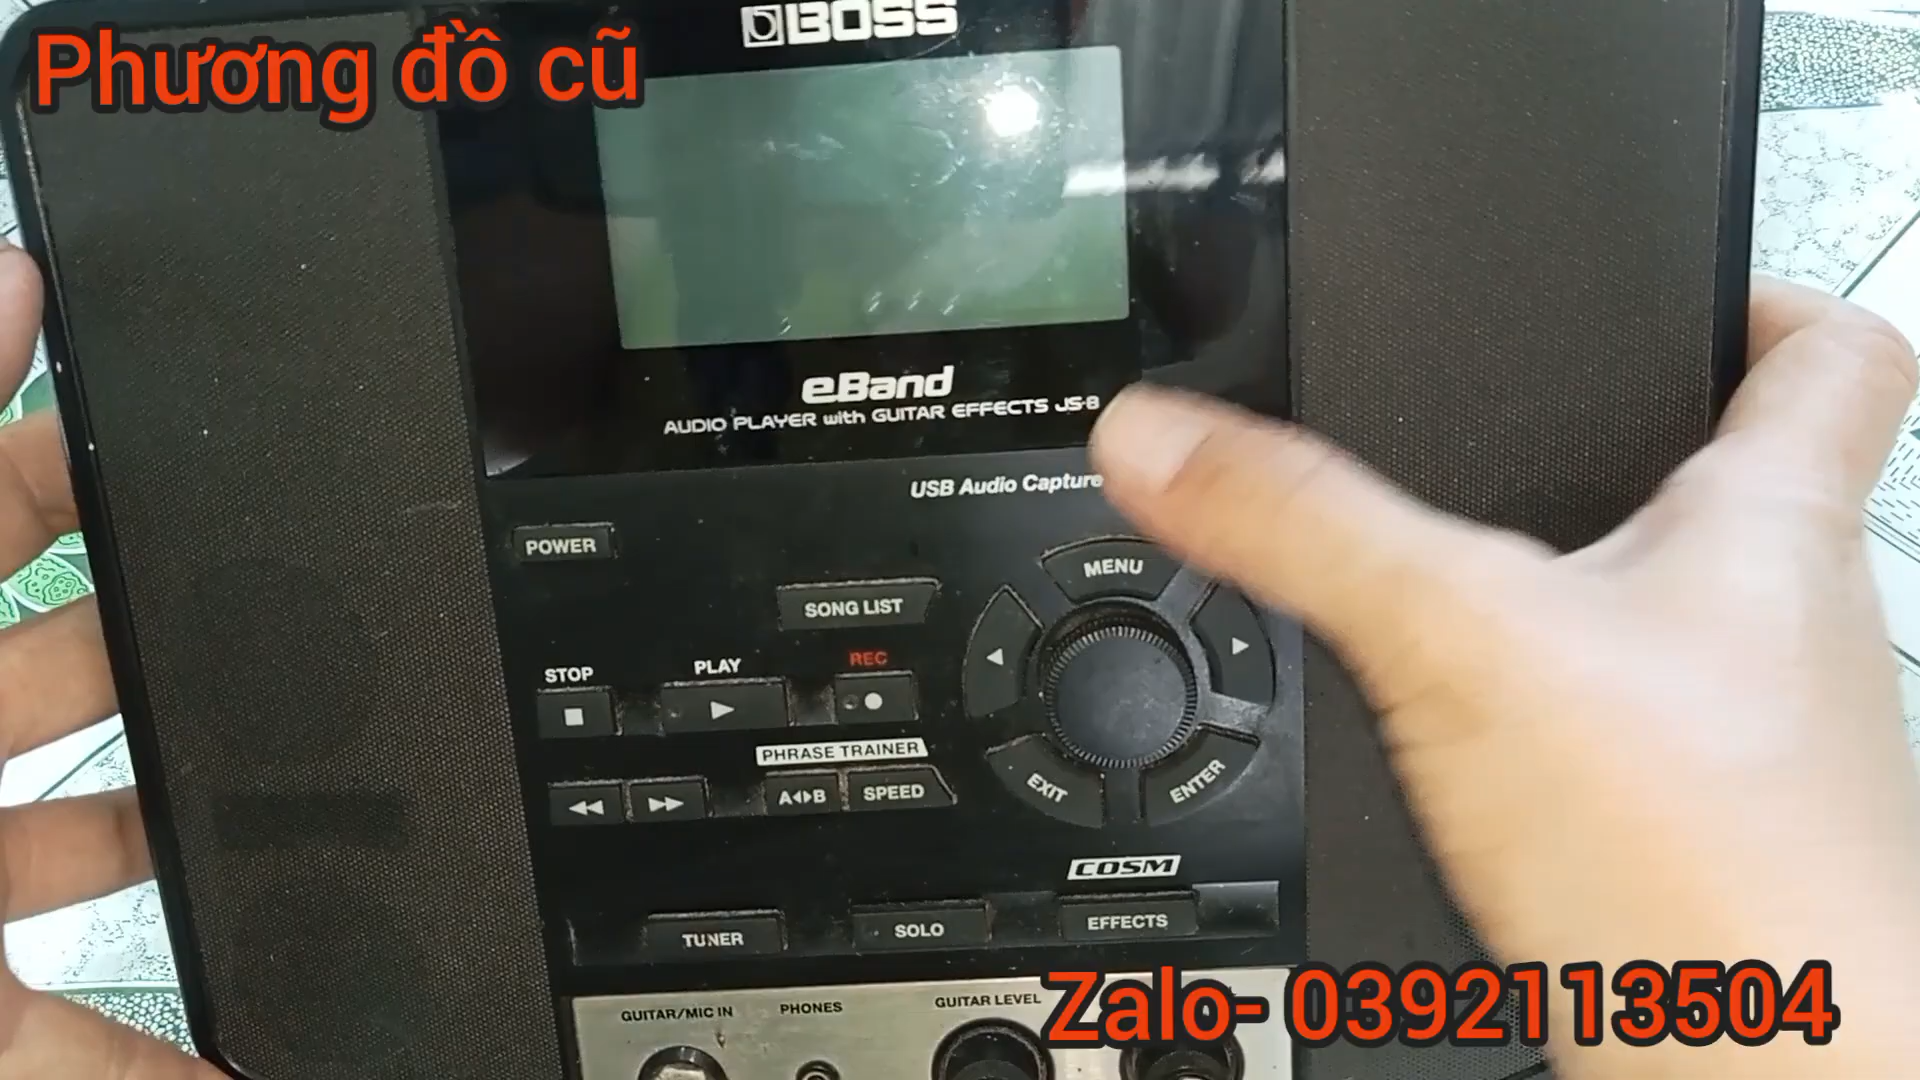 BOSS
Phương đồ cũ
eBand
AUDIO PLAYER with GUITAR EFFECTS JS-8
USB Audio Capture
POWER
MENU
SONG LIST
STOP
PLAY
REC
PHRASE TRAINER
A B
SPEED
EXIT
ENTER
COSM
TUNER
SOLO
EFFECTS
GUITAR/MIC IN
PHONES
GUITAR LEVEL
Zalo- 0392113504